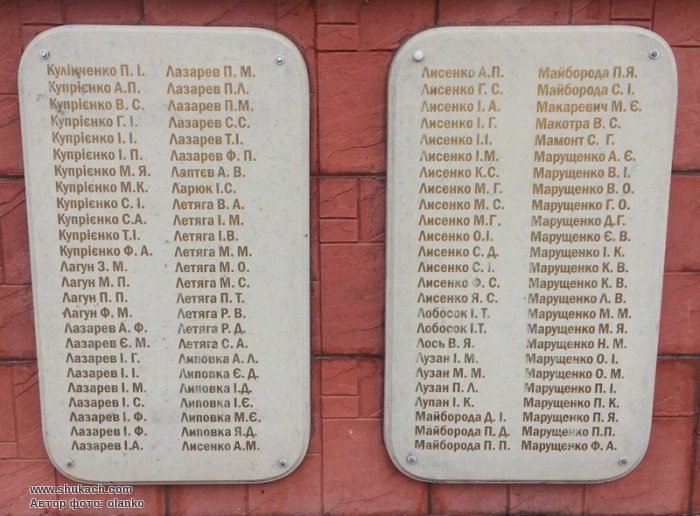 Кулінченко П. І.
Купрієнко А.П.
Купрієнко В. С.
Купрієнко Г. І.
Купрієнко І. І.
Купрієнко І. П.
Купрієнко М. Я.
Купрієнко М.К.
Купрієнко С. І.
Купрієнко С.А.
Купрієнко Т.І.
Купрієнко Ф. А.
Лагун З. М.
Лагун М. П.
Лагун П. П.
Лагун Ф. М.
Лазарев А. Ф.
Лазарев Є. М.
Лазарев І. Г.
Лазарев І. І.
Лазарев І. М.
Лазарев І. С.
Лазарев І. Ф.
Лазарев І. Ф.
Лазарев І.А.
Лазарев П. М.
Лазарев П.Л.
Лазарев П.М.
Лазарев С.С.
Лазарев Т.І.
Лазарев Ф. П.
Лаптєв А. В.
Ларюк І.С.
Летяга В. А.
Летяга І. М.
Летяга І.В.
Летяга М. М.
Летяга М. О.
Летяга М. С.
Летяга П. Т.
Летяга Р. В.
Летяга Р. Д.
Летяга С. А.
Липовка А. Л.
Липовка Є. Д.
Липовка І.Д.
Липовка І.Є.
Липовка М.Є.
Липовка Я.Д.
Лисенко А.М.
Лисенко А.П.
Лисенко Г. С.
Лисенко І. А.
Лисенко І. Г.
Лисенко І.І.
Лисенко І.М.
Лисенко К.С.
Лисенко М. Г.
Лисенко М. С.
Лисенко М.Г.
Лисенко О.І.
Лисенко С. Д.
Лисенко С. І.
Лисенко Ф. С.
Лисенко Я. С.
Лобосок І. Т.
Лобосок І.Т.
Лось В. Я.
Лузан І. М.
Лузан М. М.
Лузан П. Л.
Лупан І. К.
Майборода Д. І.
Майборода П. Д.
Майборода П. П.
Майборода П.Я.
Майборода С. І.
Макаревич М. Є.
Макотра В. С.
Мамонт С. Г.
Марущенко А. Є.
Марущенко В. І.
Марущенко В. О.
Марущенко Г. О.
Марущенко Д.Г.
Марущенко Є. В.
Марущенко І. К.
Марущенко К. В.
Марущенко К. В.
Марущенко Л. В.
Марущенко М. М.
Марущенко М. Я.
Марущенко Н. М.
Марущенко О. І.
Марущенко О. М.
Марущенко П. І.
Марущенко П. К.
Марущенко П. Я.
Марущенко П.П.
Марущенко Ф. А.
www.shukach.com
Автор фото: olanko